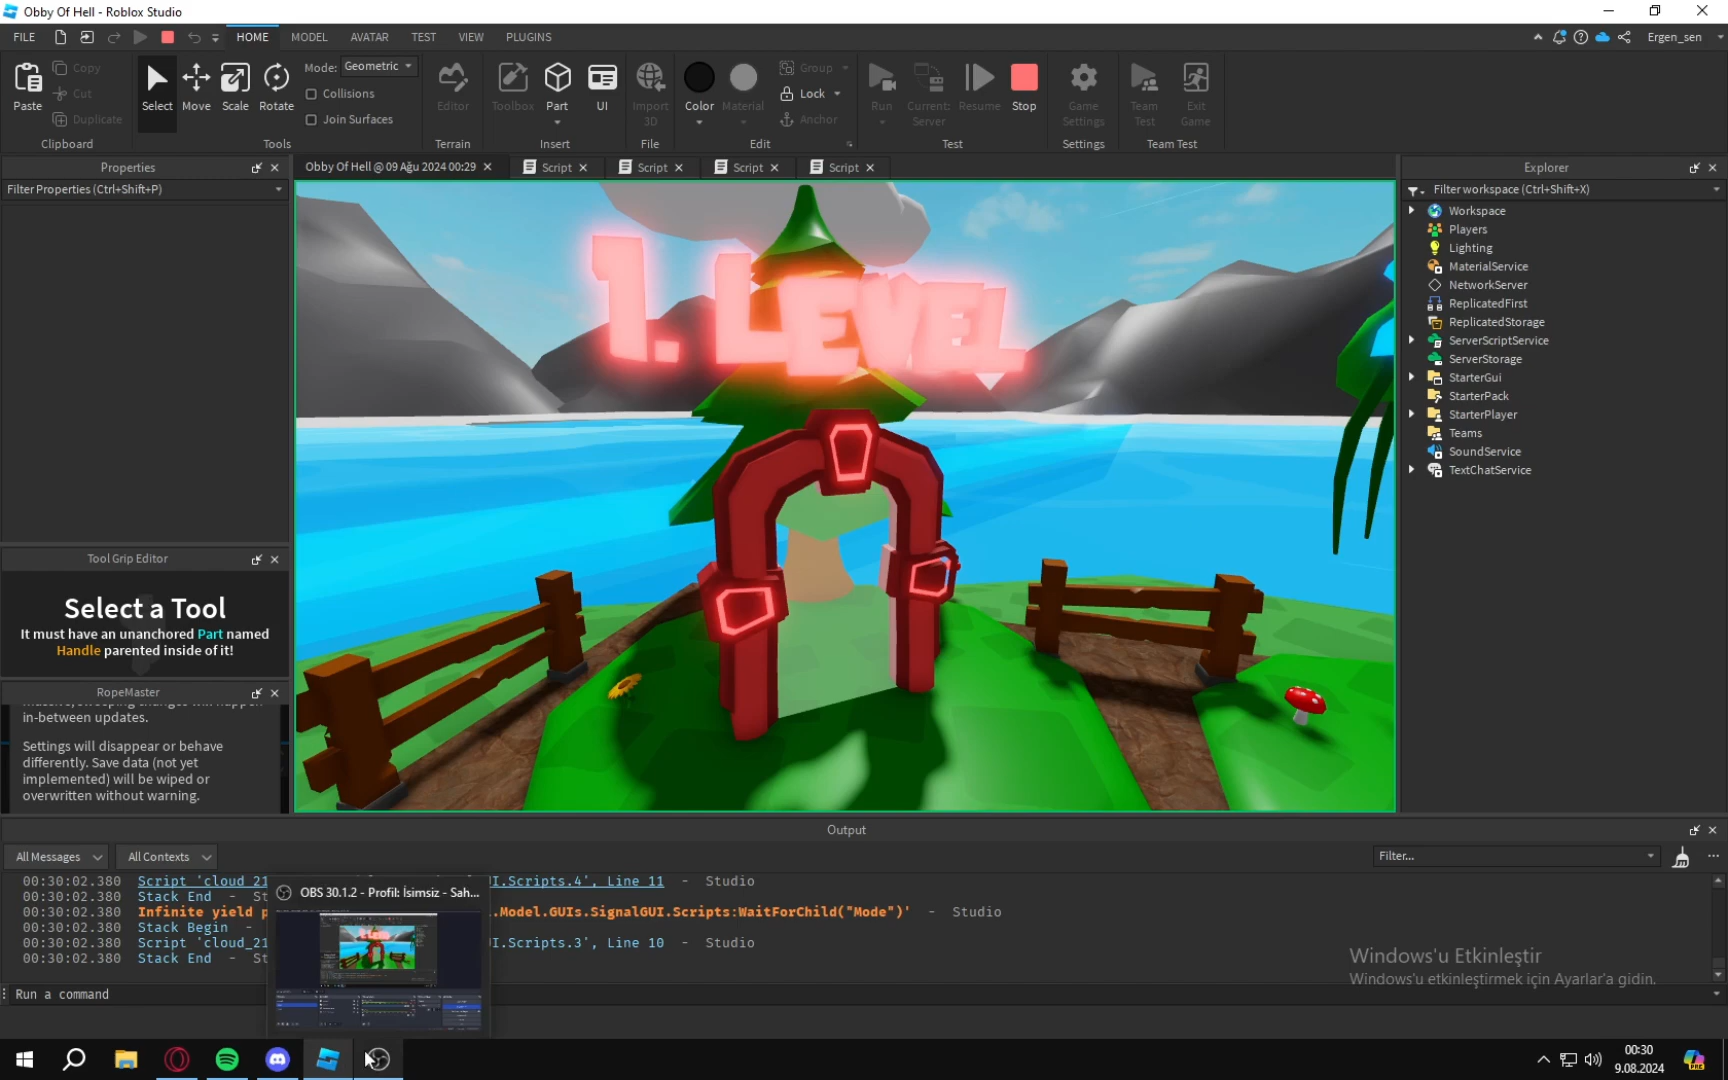 Obby Of Hell - Roblox Studio
FILE
HOME
MODEL
AVATAR
TEST
VIEW
PLUGINS
Ergen_sen
Paste
Copy
Cut
Duplicate
Clipboard
Select
Move
Scale
Rotate
Mode:
Geometric
Collisions
Join Surfaces
Tools
Editor
Terrain
Toolbox
Part
UI
Insert
Import
3D
File
Color
Material
Group
Lock
Anchor
Edit
Run
Current:
Server
Resume
Stop
Test
Game
Settings
Settings
Team
Test
Exit
Game
Team Test
Properties
Filter Properties (Ctrl+Shift+P)
Obby Of Hell @ 09 Ağu 2024 00:29
Script
Script
Script
Script
1. LEVEL
Explorer
Filter workspace (Ctrl+Shift+X)
Workspace
Players
Lighting
MaterialService
NetworkServer
ReplicatedFirst
ReplicatedStorage
ServerScriptService
ServerStorage
StarterGui
StarterPack
StarterPlayer
Teams
SoundService
TextChatService
Tool Grip Editor
Select a Tool
It must have an unanchored Part named
Handle parented inside of it!
RopeMaster
in-between updates.
Settings will disappear or behave
differently. Save data (not yet
implemented) will be wiped or
overwritten without warning.
Output
All Messages
All Contexts
Filter...
00:30:02.380 Script 'cloud_21 I.Scripts.4', Line 11 - Studio
00:30:02.380 Stack End - St
00:30:02.380 Infinite yield p .Model.GUIs.SignalGUI.Scripts:WaitForChild("Mode")' - Studio
00:30:02.380 Stack Begin -
00:30:02.380 Script 'cloud_21 I.Scripts.3', Line 10 - Studio
00:30:02.380 Stack End - St
OBS 30.1.2 - Profil: İsimsiz - Sah...
Run a command
Windows'u Etkinleştir
Windows'u etkinleştirmek için Ayarlar'a gidin.
00:30
9.08.2024